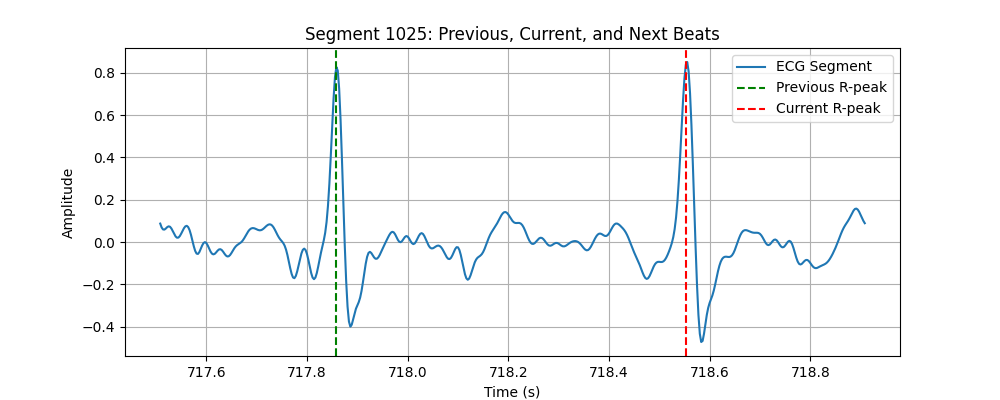 Segment 1025: Previous, Current, and Next Beats
ECG Segment
Previous R-peak
Current R-peak
Amplitude
0.8
0.6
0.4
0.2
0.0
−0.2
−0.4
717.6 717.8 718.0 718.2 718.4 718.6 718.8
Time (s)